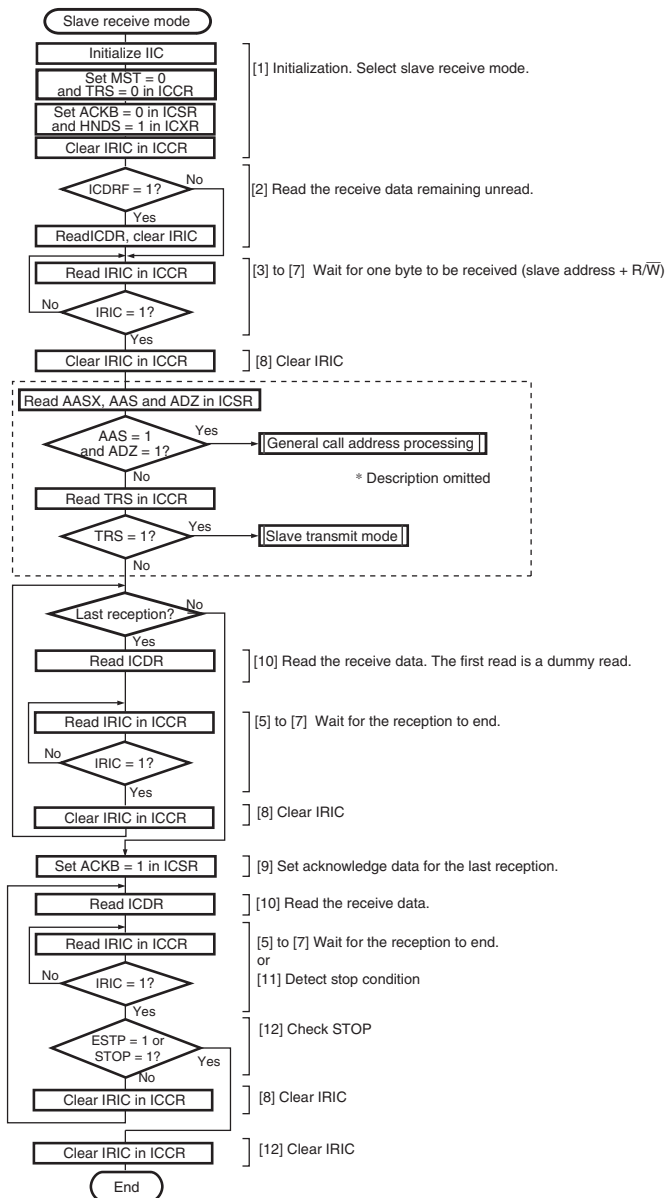 Slave receive mode
Initialize IIC
[1] Initialization. Select slave receive mode.
Set MST = 0
and TRS = 0 in ICCR
Set ACKB = 0 in ICSR
and HNDS = 1 in ICXR
Clear IRIC in ICCR
ICDRF = 1?
No
[2] Read the receive data remaining unread.
Yes
ReadICDR, clear IRIC
Read IRIC in ICCR
[3] to [7] Wait for one byte to be received (slave address + R/W̅)
No
IRIC = 1?
Yes
Clear IRIC in ICCR
[8] Clear IRIC
Read AASX, AAS and ADZ in ICSR
AAS = 1
and ADZ = 1?
Yes
General call address processing
No
* Description omitted
Read TRS in ICCR
TRS = 1?
Yes
Slave transmit mode
No
Last reception?
No
Yes
Read ICDR
[10] Read the receive data. The first read is a dummy read.
Read IRIC in ICCR
[5] to [7] Wait for the reception to end.
No
IRIC = 1?
Yes
Clear IRIC in ICCR
[8] Clear IRIC
Set ACKB = 1 in ICSR
[9] Set acknowledge data for the last reception.
Read ICDR
[10] Read the receive data.
Read IRIC in ICCR
[5] to [7] Wait for the reception to end.
or
[11] Detect stop condition
No
IRIC = 1?
Yes
ESTP = 1 or
STOP = 1?
Yes
[12] Check STOP
No
Clear IRIC in ICCR
[8] Clear IRIC
Clear IRIC in ICCR
[12] Clear IRIC
End